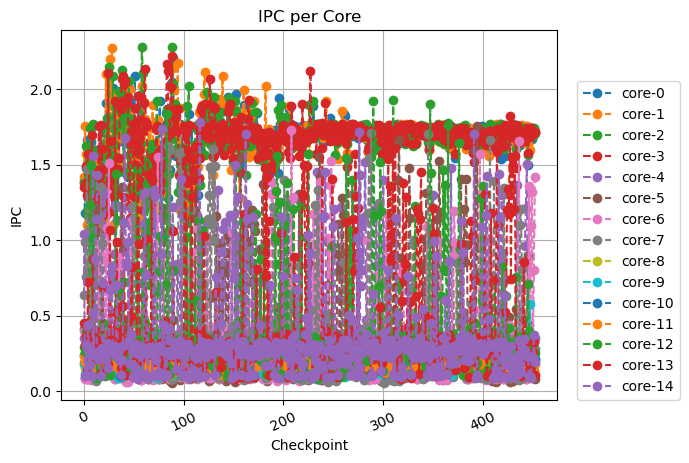 IPC per Core
IPC
2.0
1.5
1.0
0.5
0.0
0
100
200
300
400
Checkpoint
core-0
core-1
core-2
core-3
core-4
core-5
core-6
core-7
core-8
core-9
core-10
core-11
core-12
core-13
core-14